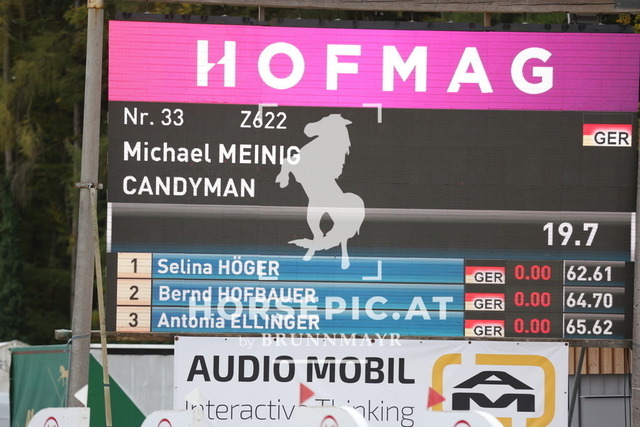 HOFMAG
Nr. 33 Z622
GER
Michael MEINIG
CANDYMAN
19.7
1 Selina HÖGER GER 0.00 62.61
2 Bernd HOFBAUER GER 0.00 64.70
3 Antonia ELLINGER GER 0.00 65.62
HORSEPIC.AT
by BRUNNMAYR
AUDIO MOBIL
Interactive Thinking